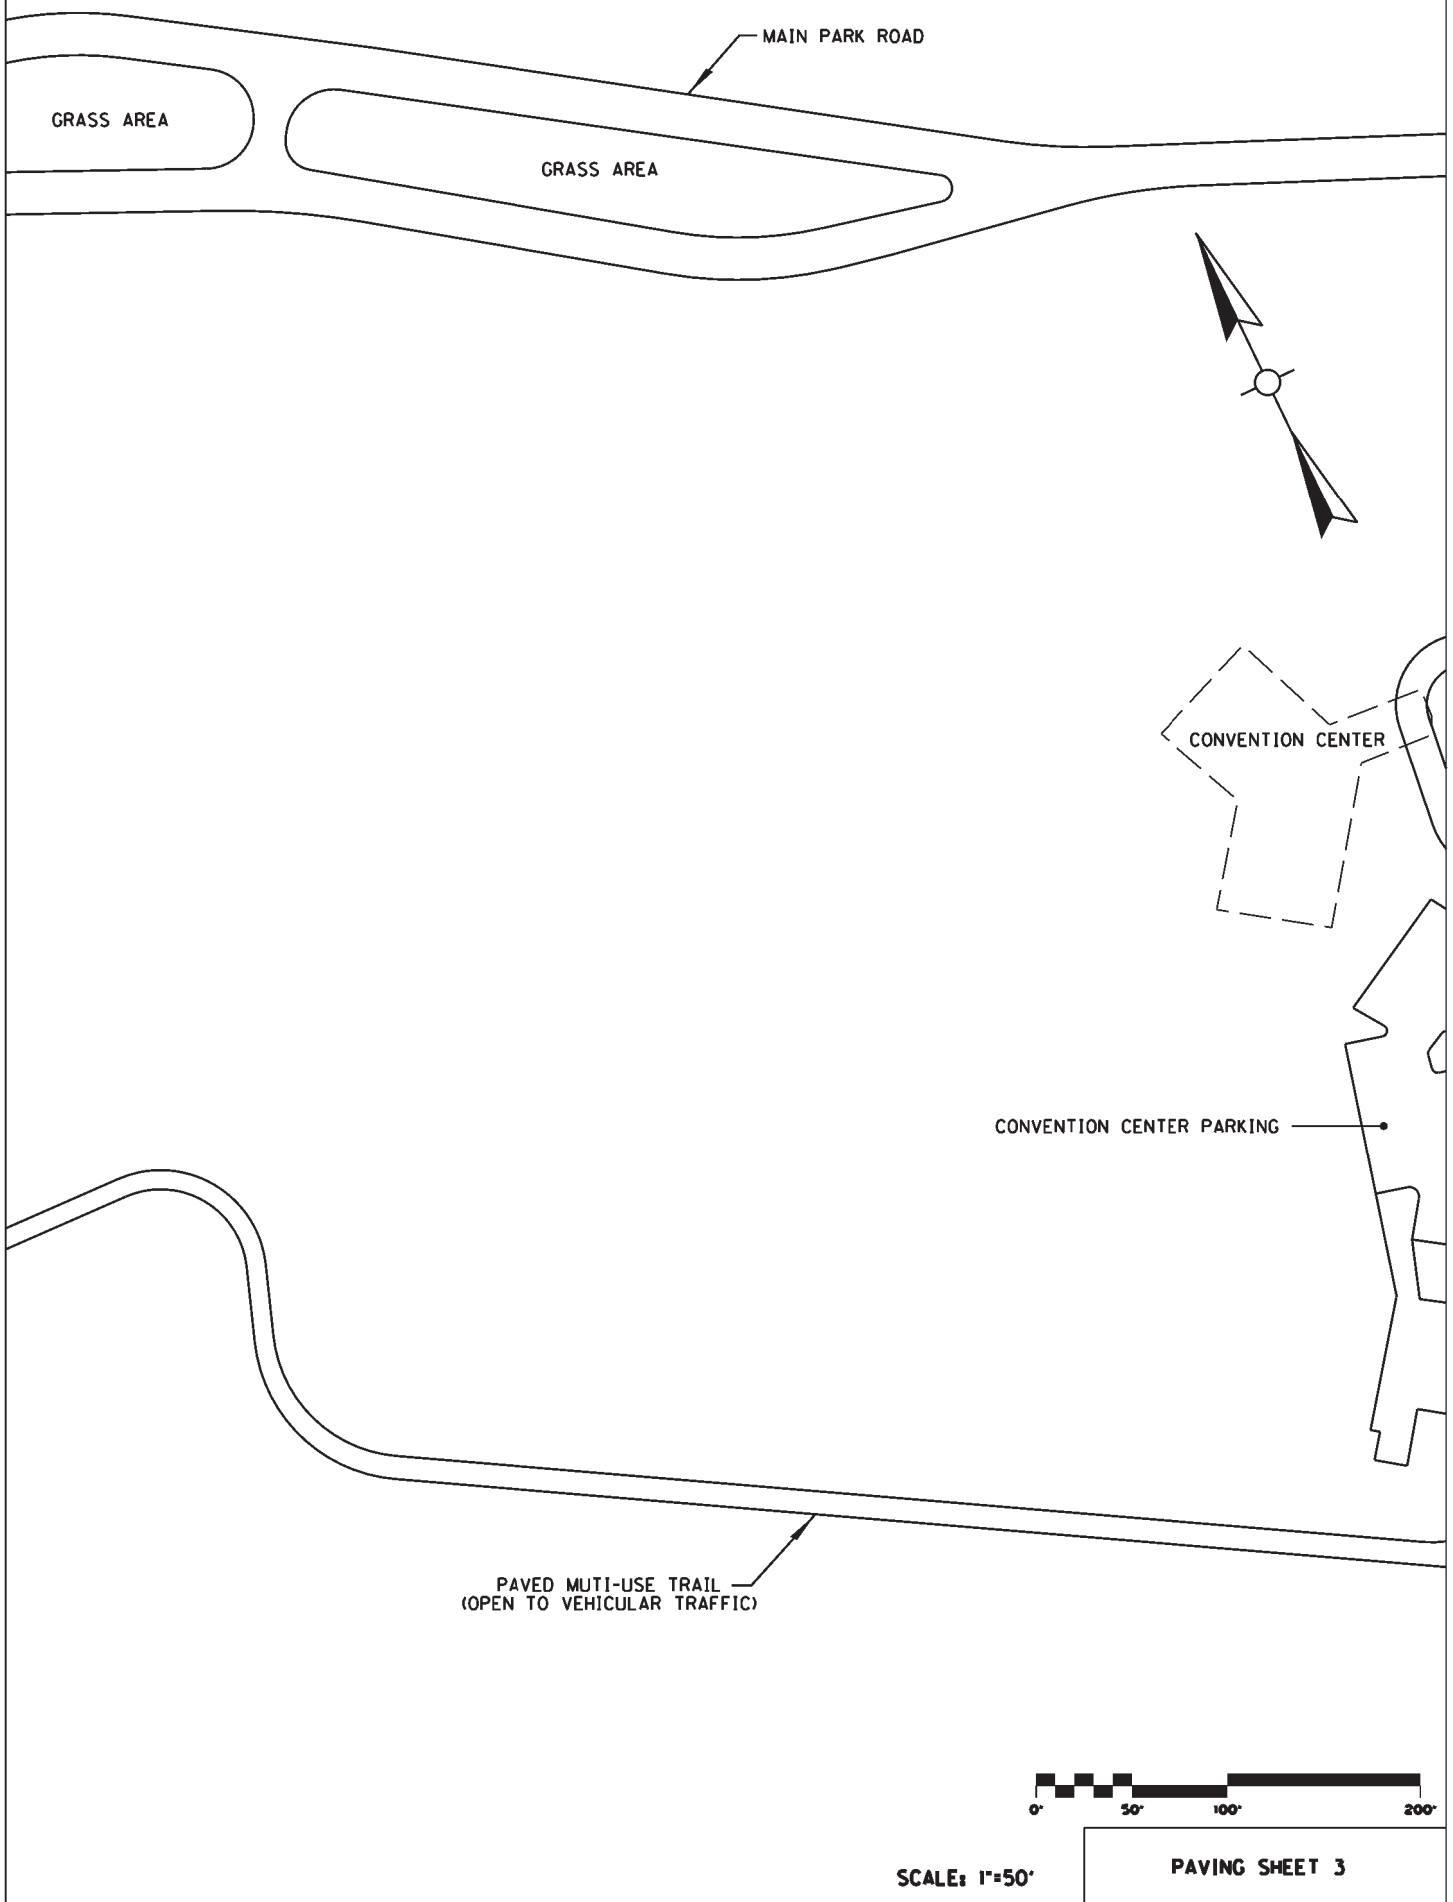 MAIN PARK ROAD
GRASS AREA
GRASS AREA
CONVENTION CENTER
CONVENTION CENTER PARKING
PAVED MUTI-USE TRAIL
(OPEN TO VEHICULAR TRAFFIC)
0' 50' 100' 200'
SCALE: 1"=50'
PAVING SHEET 3